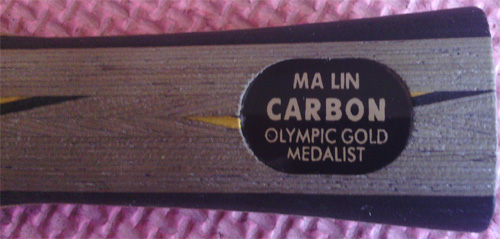 MA LIN
CARBON
OLYMPIC GOLD
MEDALIST